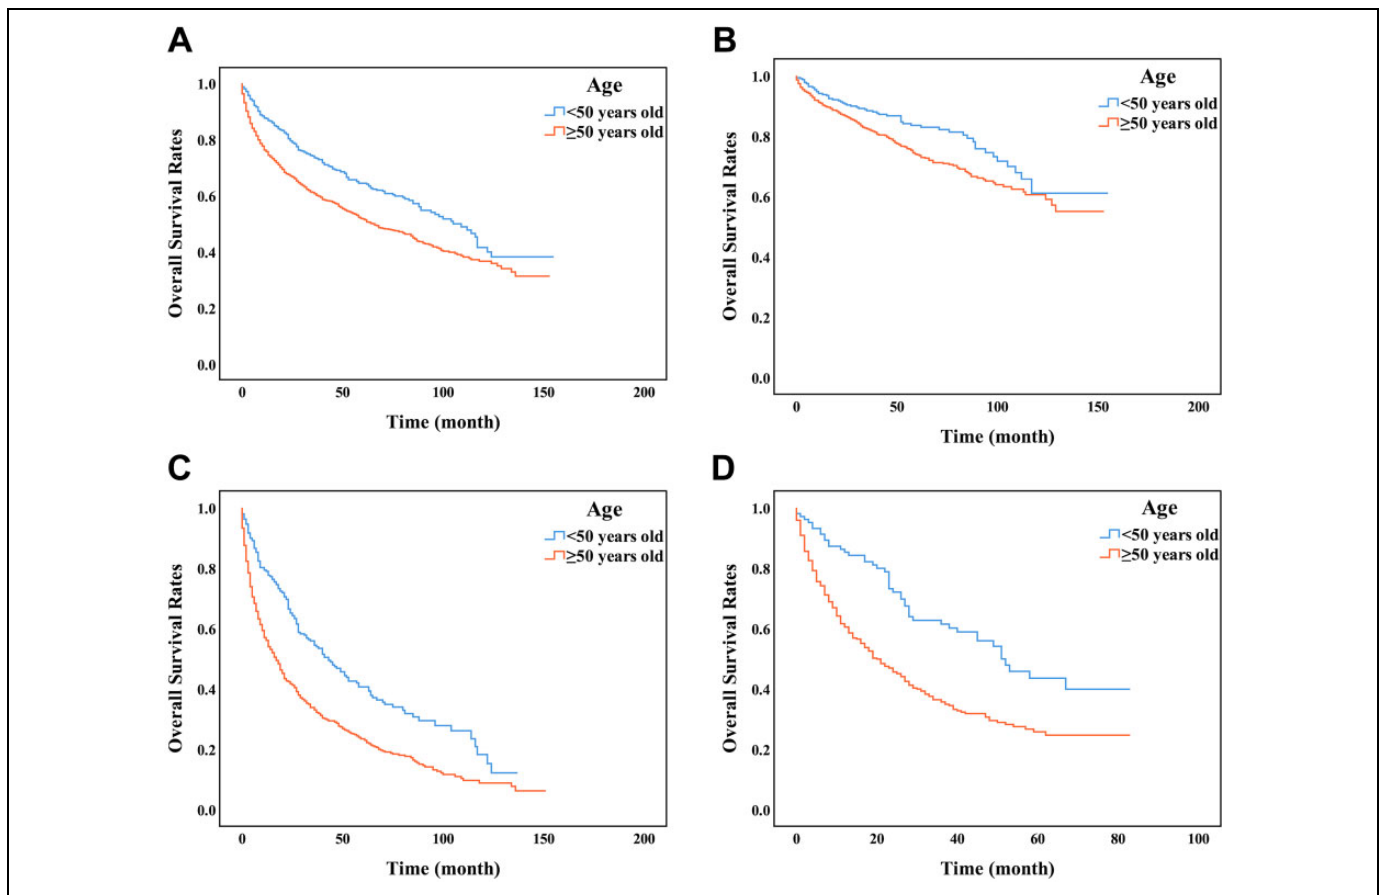 A
Age
<50 years old
≥50 years old
1.0
0.8
0.6
0.4
0.2
0.0
Overall Survival Rates
0 50 100 150 200
Time (month)
B
Age
<50 years old
≥50 years old
1.0
0.8
0.6
0.4
0.2
0.0
Overall Survival Rates
0 50 100 150 200
Time (month)
C
Age
<50 years old
≥50 years old
1.0
0.8
0.6
0.4
0.2
0.0
Overall Survival Rates
0 50 100 150 200
Time (month)
D
Age
<50 years old
≥50 years old
1.0
0.8
0.6
0.4
0.2
0.0
Overall Survival Rates
0 20 40 60 80 100
Time (month)